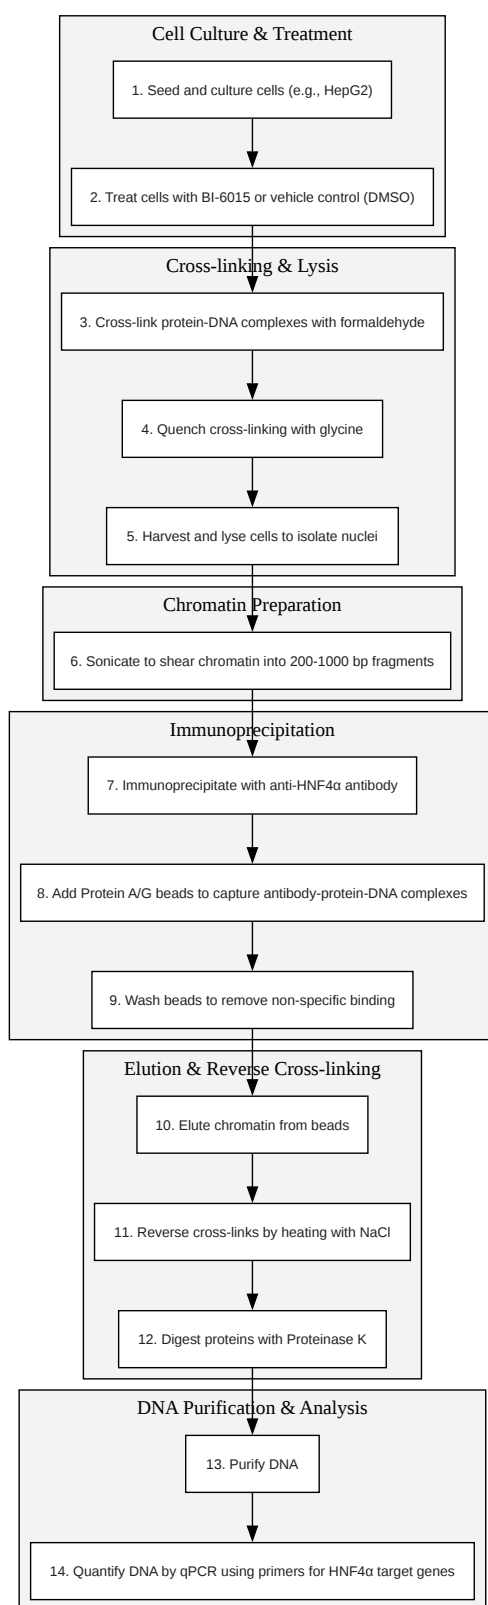 Cell Culture & Treatment
1. Seed and culture cells (e.g., HepG2)
2. Treat cells with BI-6015 or vehicle control (DMSO)
Cross-linking & Lysis
3. Cross-link protein-DNA complexes with formaldehyde
4. Quench cross-linking with glycine
5. Harvest and lyse cells to isolate nuclei
Chromatin Preparation
6. Sonicate to shear chromatin into 200-1000 bp fragments
Immunoprecipitation
7. Immunoprecipitate with anti-HNF4α antibody
8. Add Protein A/G beads to capture antibody-protein-DNA complexes
9. Wash beads to remove non-specific binding
Elution & Reverse Cross-linking
10. Elute chromatin from beads
11. Reverse cross-links by heating with NaCl
12. Digest proteins with Proteinase K
DNA Purification & Analysis
13. Purify DNA
14. Quantify DNA by qPCR using primers for HNF4α target genes